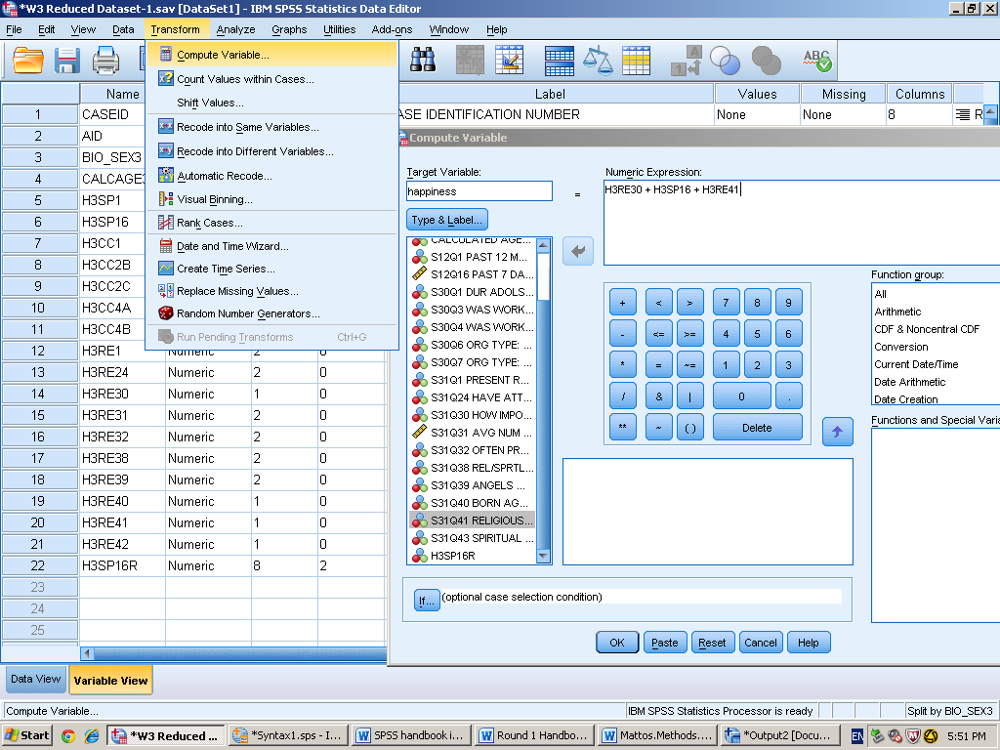 *W3 Reduced Dataset-1.sav [DataSet1] - IBM SPSS Statistics Data Editor
File Edit View Data Transform Analyze Graphs Utilities Add-ons Window Help
Compute Variable...
Count Values within Cases...
Shift Values...
Recode into Same Variables...
Recode into Different Variables...
Automatic Recode...
Visual Binning...
Rank Cases...
Date and Time Wizard...
Create Time Series...
Replace Missing Values...
Random Number Generators...
Run Pending Transforms Ctrl+G
Name Label Values Missing Columns
1 CASEID ASE IDENTIFICATION NUMBER None None 8 R
2 AID
3 BIO_SEX3
4 CALCAGE3
5 H3SP1
6 H3SP16
7 H3CC1
8 H3CC2B
9 H3CC2C
10 H3CC4A
11 H3CC4B
12 H3RE1 Numeric 2 0
13 H3RE24 Numeric 2 0
14 H3RE30 Numeric 1 0
15 H3RE31 Numeric 2 0
16 H3RE32 Numeric 2 0
17 H3RE38 Numeric 2 0
18 H3RE39 Numeric 2 0
19 H3RE40 Numeric 1 0
20 H3RE41 Numeric 1 0
21 H3RE42 Numeric 1 0
22 H3SP16R Numeric 8 2
23
24
25
Compute Variable
Target Variable:
happiness
=
Numeric Expression:
H3RE30 + H3SP16 + H3RE41
Type & Label...
CALCULATED AGE...
S12Q1 PAST 12 M...
S12Q16 PAST 7 DA...
S30Q1 DUR ADOLS...
S30Q3 WAS WORK...
S30Q4 WAS WORK...
S30Q6 ORG TYPE: ...
S30Q7 ORG TYPE: ...
S31Q1 PRESENT R...
S31Q24 HAVE ATT...
S31Q30 HOW IMPO...
S31Q31 AVG NUM ...
S31Q32 OFTEN PR...
S31Q38 REL/SPRTL...
S31Q39 ANGELS ...
S31Q40 BORN AG...
S31Q41 RELIGIOUS...
S31Q43 SPIRITUAL ...
H3SP16R
+ < > 7 8 9
- <= >= 4 5 6
* = ~= 1 2 3
/ & | 0 .
** ~ ( ) Delete
Function group:
All
Arithmetic
CDF & Noncentral CDF
Conversion
Current Date/Time
Date Arithmetic
Date Creation
Functions and Special Varia
If... (optional case selection condition)
OK Paste Reset Cancel Help
Data View Variable View
Compute Variable... IBM SPSS Statistics Processor is ready Split by BIO_SEX3
Start *W3 Reduced ... *Syntax1.sps - I... SPSS handbook i... Round 1 Handbo... Mattos.Methods.... *Output2 [Docu... EN 5:51 PM